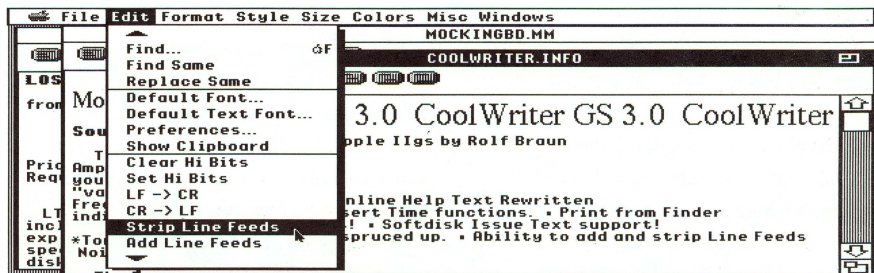 File Edit Format Style Size Colors Misc Windows
MOCKINGBD.MM
COOLWRITER.INFO
Find... F
Find Same
Replace Same
Default Font...
Default Text Font...
Preferences...
Show Clipboard
Clear Hi Bits
Set Hi Bits
LF -> CR
CR -> LF
Strip Line Feeds
Add Line Feeds
LOS
from
Mo
Sou
3.0 CoolWriter GS 3.0 CoolWriter
pple IIgs by Rolf Braun
T
Pric Amp
Req you
"va
Fre
nline Help Text Rewritten
LT indi
sert Time functions. • Print from Finder
incl
! • Softdisk Issue Text support!
exp *To
spruced up. • Ability to add and strip Line Feeds
spe Noi
disk